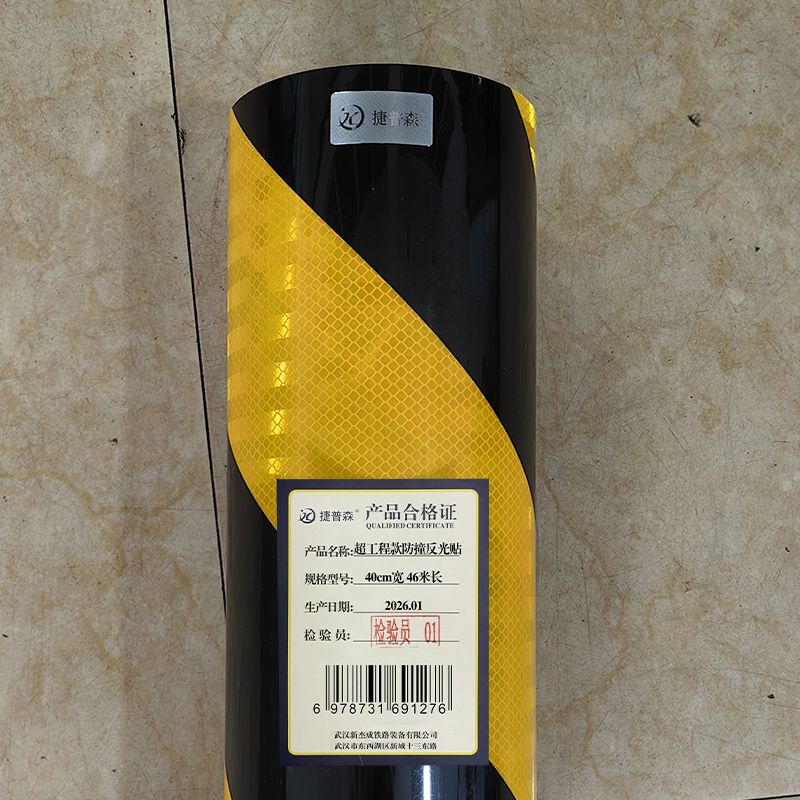 捷普森
捷普森® 产品合格证
QUALIFIED CERTIFICATE
产品名称:超工程款防撞反光贴
规格型号: 40cm宽 46米长
生产日期: 2026.01
检 验 员: 检验员 01
6 978731 691276
武汉新杰成铁路装备有限公司
武汉市东西湖区新城十三东路